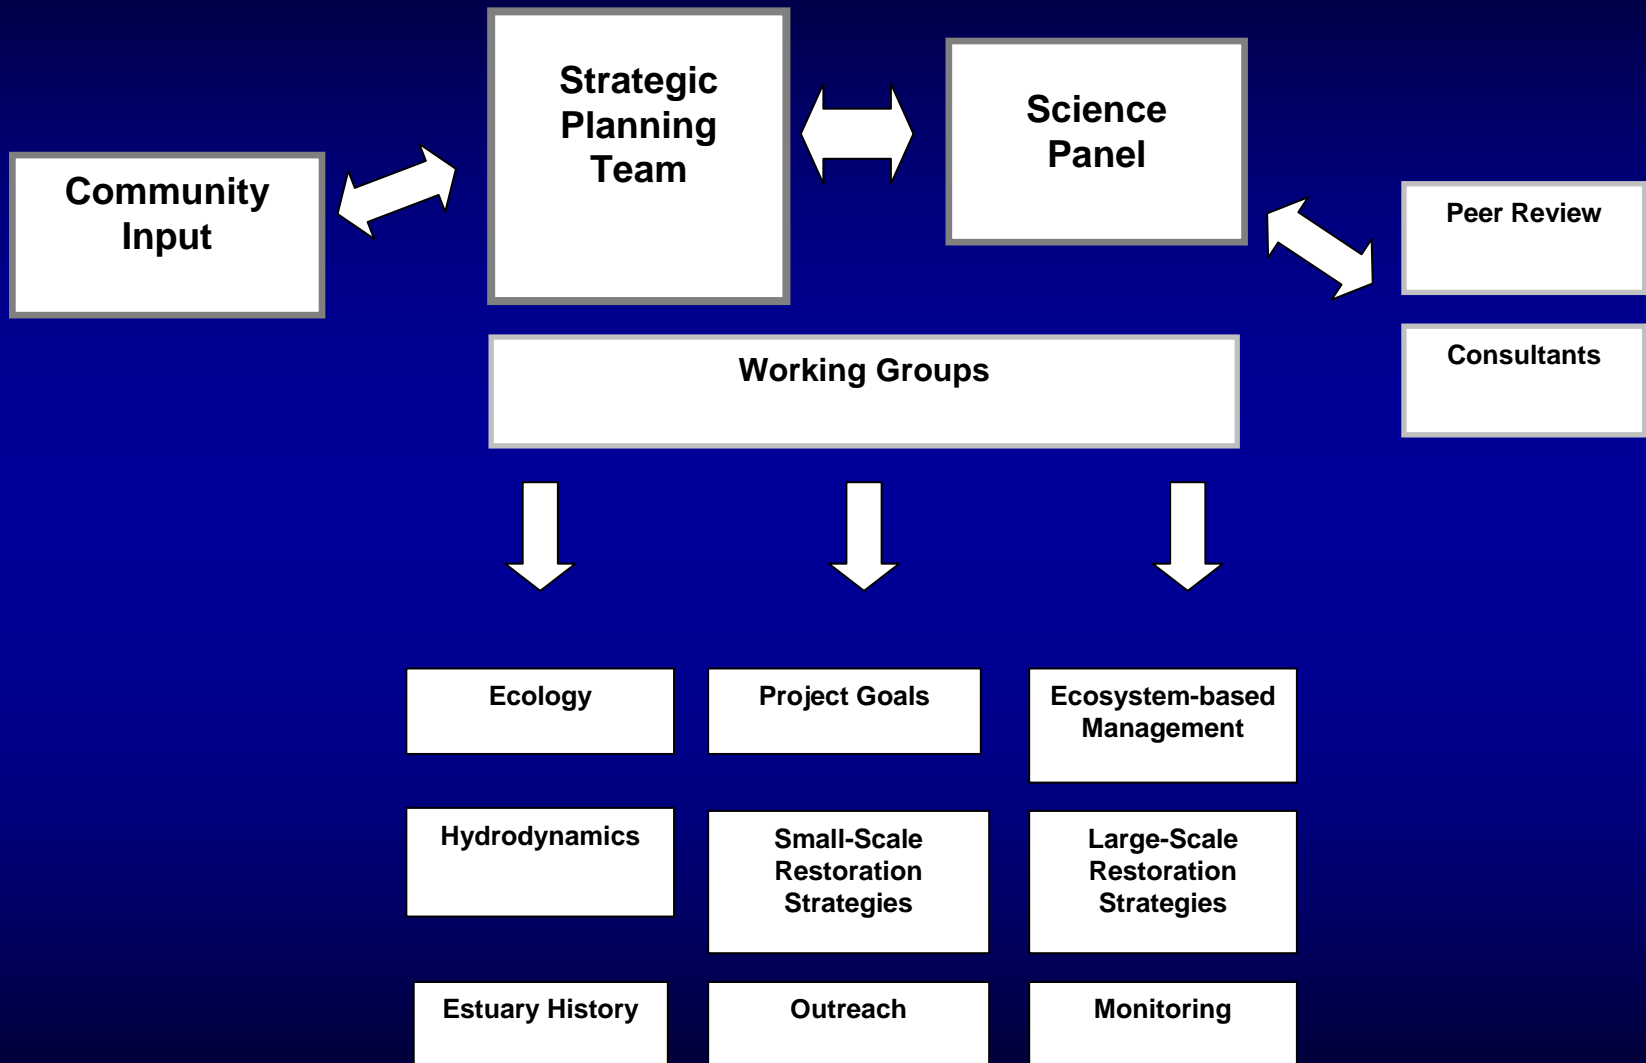 Strategic
Planning
Team
Science
Panel
Community
Input
Peer Review
Consultants
Working Groups
Ecology
Project Goals
Ecosystem-based
Management
Hydrodynamics
Small-Scale
Restoration
Strategies
Large-Scale
Restoration
Strategies
Estuary History
Outreach
Monitoring